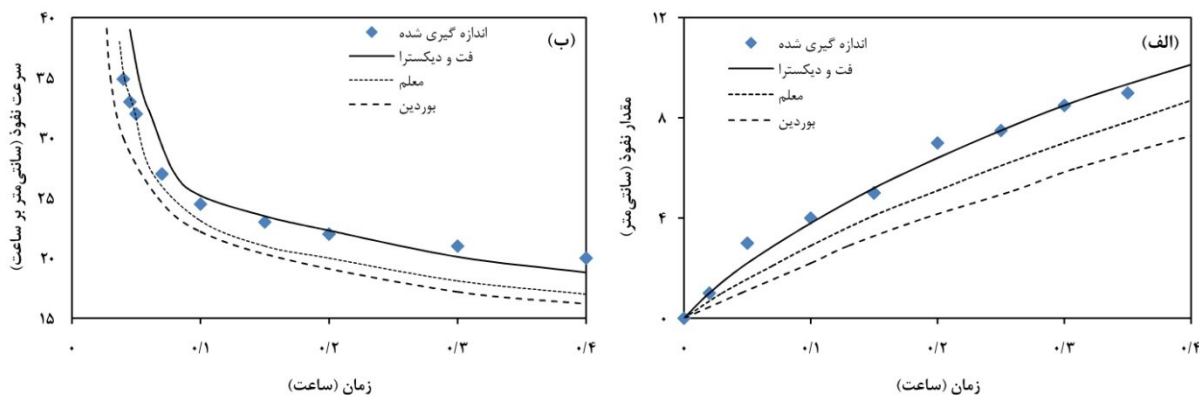 (الف)
اندازه گیری شده
فت و دیکسترا
معلم
بوردین
مقدار نفوذ (سانتی‌متر)
۱۲
۸
۴
۰
۰
۰/۱
۰/۲
۰/۳
۰/۴
زمان (ساعت)
(ب)
اندازه گیری شده
فت و دیکسترا
معلم
بوردین
سرعت نفوذ (سانتی‌متر بر ساعت)
۴۰
۳۵
۳۰
۲۵
۲۰
۱۵
۰
۰/۱
۰/۲
۰/۳
۰/۴
زمان (ساعت)